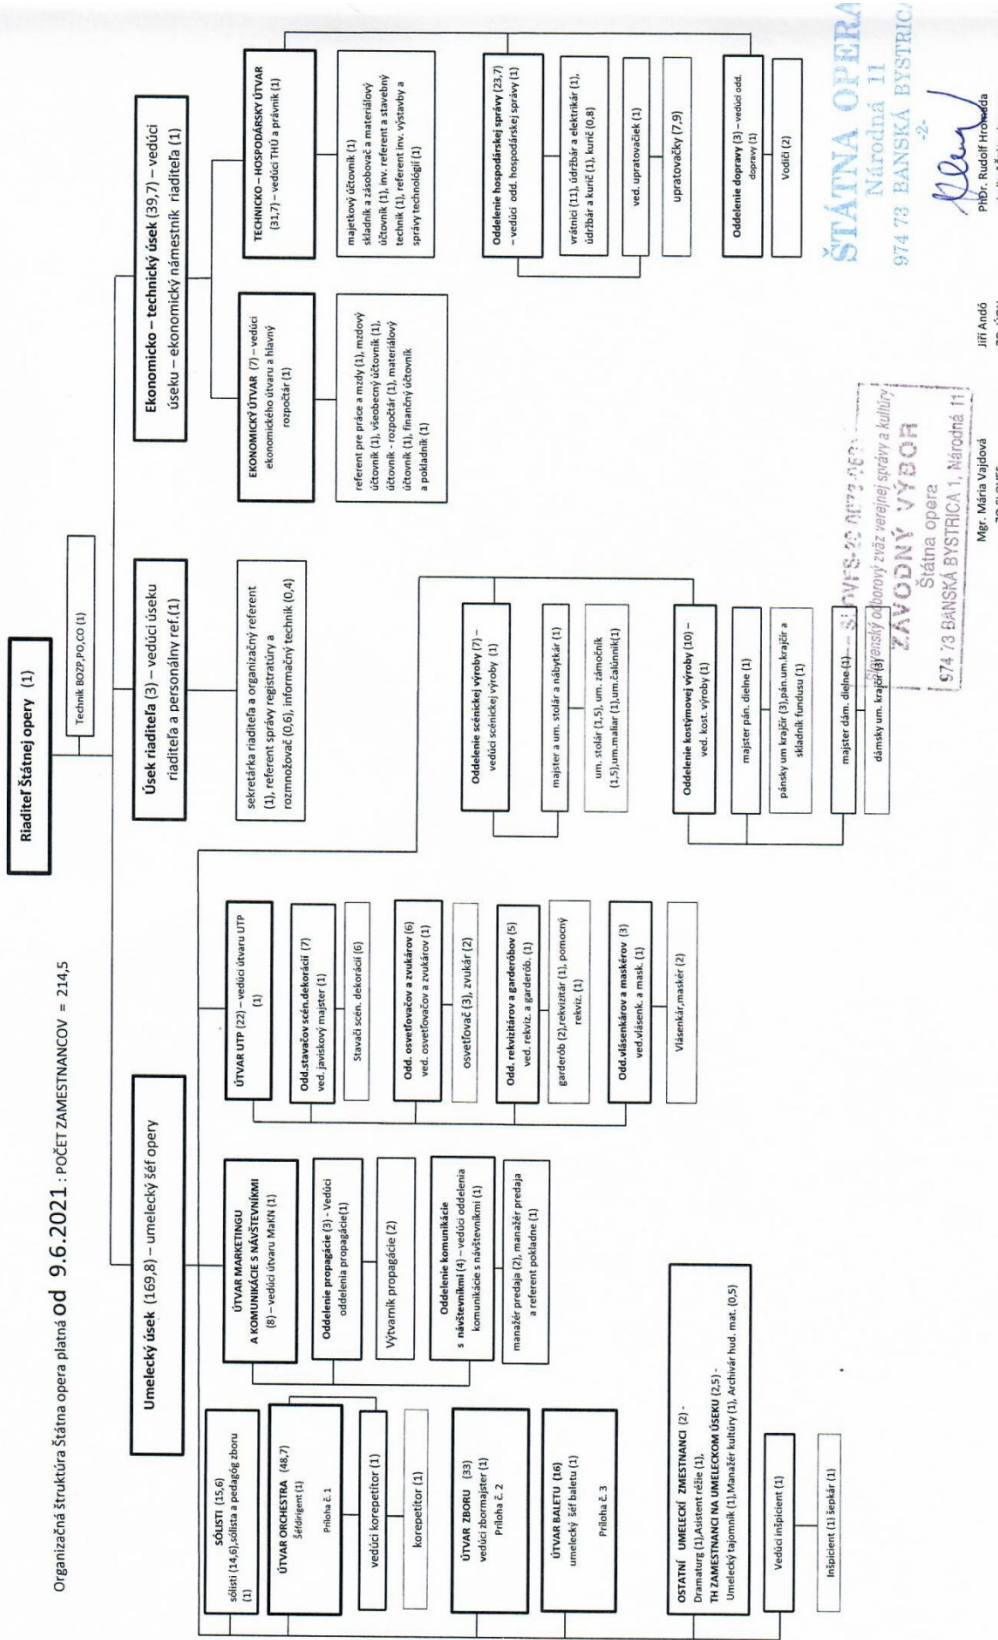 Organizačná štruktúra Štátna opera platná od 9.6.2021 : POČET ZAMESTNANCOV = 214,5
Riaditeľ Štátnej opery (1)
Technik BOZP,PO,CO (1)
Umelecký úsek (169,8) – umelecký šéf opery
Úsek riaditeľa (3) – vedúci úseku
riaditeľa a personálny ref.(1)
sekretárka riaditeľa a organizačný referent
(1), referent správy registratúry a
rozmnožovač (0,6), informačný technik (0,4)
Ekonomicko – technický úsek (39,7) – vedúci
úseku – ekonomický námestník riaditeľa (1)
SÓLISTI (15,6)
sólisti (14,6),sólista a pedagóg zboru
(1)
ÚTVAR ORCHESTRA (48,7)
Šéfdirigent (1)
Príloha č. 1
vedúci korepetítor (1)
korepetítor (1)
ÚTVAR ZBORU (33)
vedúci zbormajster (1)
Príloha č. 2
ÚTVAR BALETU (16)
umelecký šéf baletu (1)
Príloha č. 3
OSTATNÍ UMELECKÍ ZMESTNANCI (2) -
Dramaturg (1),Asistent réžie (1),
TH ZAMESTNANCI NA UMELECKOM ÚSEKU (2,5) -
Umelecký tajomník (1),Manažér kultúry (1), Archivár hud. mat. (0,5)
Vedúci inšpicient (1)
Inšpicient (1) šepkár (1)
ÚTVAR MARKETINGU
A KOMUNIKÁCIE S NÁVŠTEVNÍKMI
(8) – vedúci útvaru MaKN (1)
Oddelenie propagácie (3) - Vedúci
oddelenia propagácie(1)
Výtvarník propagácie (2)
Oddelenie komunikácie
s návštevníkmi (4) – vedúci oddelenia
komunikácie s návštevníkmi (1)
manažér predaja (2), manažér predaja
a referent pokladne (1)
ÚTVAR UTP (22) – vedúci útvaru UTP
(1)
Odd.stavačov scén.dekorácií (7)
ved. javiskový majster (1)
Stavači scén. dekorácií (6)
Odd. osvetľovačov a zvukárov (6)
ved. osvetľovačov a zvukárov (1)
osvetľovač (3), zvukár (2)
Odd. rekvizitárov a garderóbov (5)
ved. rekviz. a garderób. (1)
garderób (2),rekvizitár (1), pomocný
rekviz. (1)
Odd.vlásenkárov a maskérov (3)
ved.vlásenk. a mask. (1)
Vlásenkár,maskér (2)
Oddelenie scénickej výroby (7) –
vedúci scénickej výroby (1)
majster a um. stolár a nábytkár (1)
um. stolár (1,5), um. zámočník
(1,5),um.maliar (1),um.čalúnnik(1)
Oddelenie kostýmovej výroby (10) –
ved. kost. výroby (1)
majster pán. dielne (1)
pánsky um krajčír (3),pán.um.krajčír a
skladník fundusu (1)
majster dám. dielne (1)
dámsky um. krajčír (3)
EKONOMICKÝ ÚTVAR (7) – vedúci
ekonomického útvaru a hlavný
rozpočtár (1)
referent pre práce a mzdy (1), mzdový
účtovník (1), všeobecný účtovník (1),
účtovník - rozpočtár (1), materiálový
účtovník (1), finančný účtovník
a pokladník (1)
TECHNICKO – HOSPODÁRSKY ÚTVAR
(31,7) – vedúci THÚ a právnik (1)
majetkový účtovník (1)
skladník a zásobovač a materiálový
účtovník (1), inv. referent a stavebný
technik (1), referent inv. výstavby a
správy technológií (1)
Oddelenie hospodárskej správy (23,7)
– vedúci odd. hospodárskej správy (1)
vrátnici (11), údržbár a elektrikár (1),
údržbár a kurič (1), kurič (0,8)
ved. upratovačiek (1)
upratovačky (7,9)
Oddelenie dopravy (3) – vedúci odd.
dopravy (1)
Vodiči (2)
Slovenský odborový zväz verejnej správy a kultúry
ZÁVODNÝ VÝBOR
Štátna opera
974 73 BANSKÁ BYSTRICA 1, Národná 11
ŠTÁTNA OPERA
Národná 11
974 73 BANSKÁ BYSTRICA
-2-
Mgr. Mária Vajdová
Jiří Andó
PhDr. Rudolf Hromada